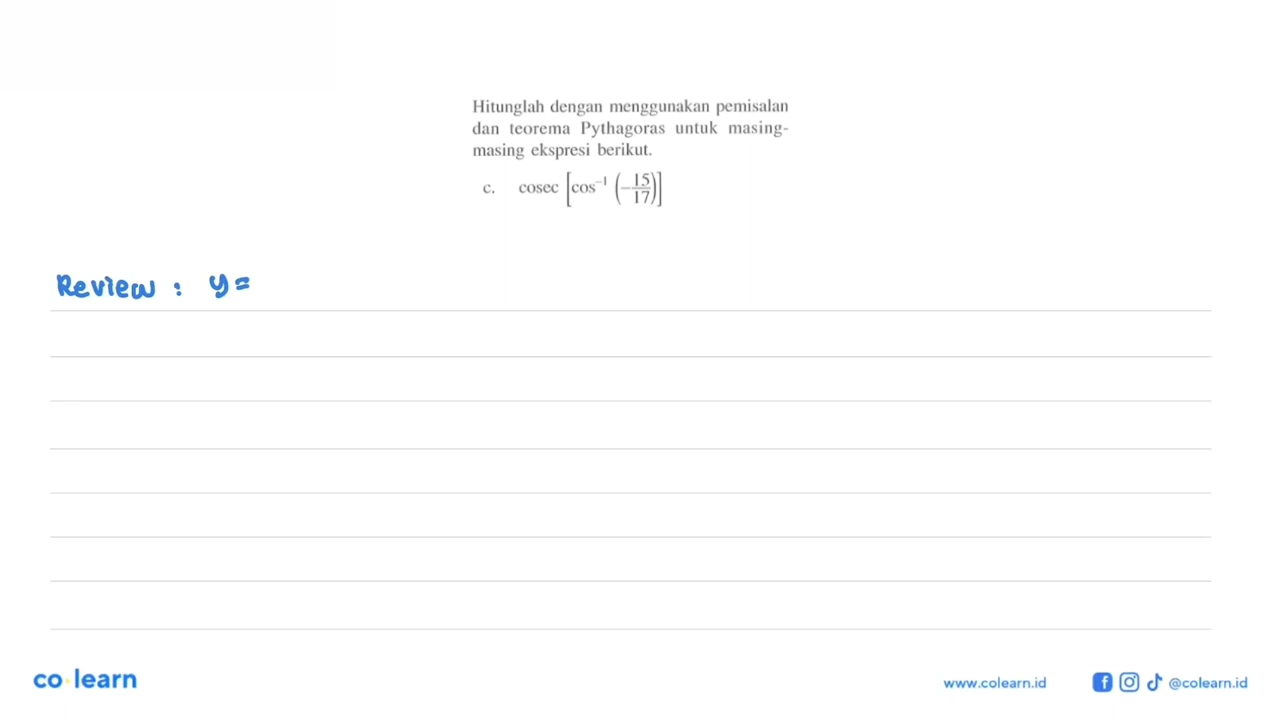 Hitunglah dengan menggunakan pemisalan
dan teorema Pythagoras untuk masing-
masing ekspresi berikut.
c. cosec [cos⁻¹ (-15/17)]
Review : y =
co learn
www.colearn.id @colearn.id